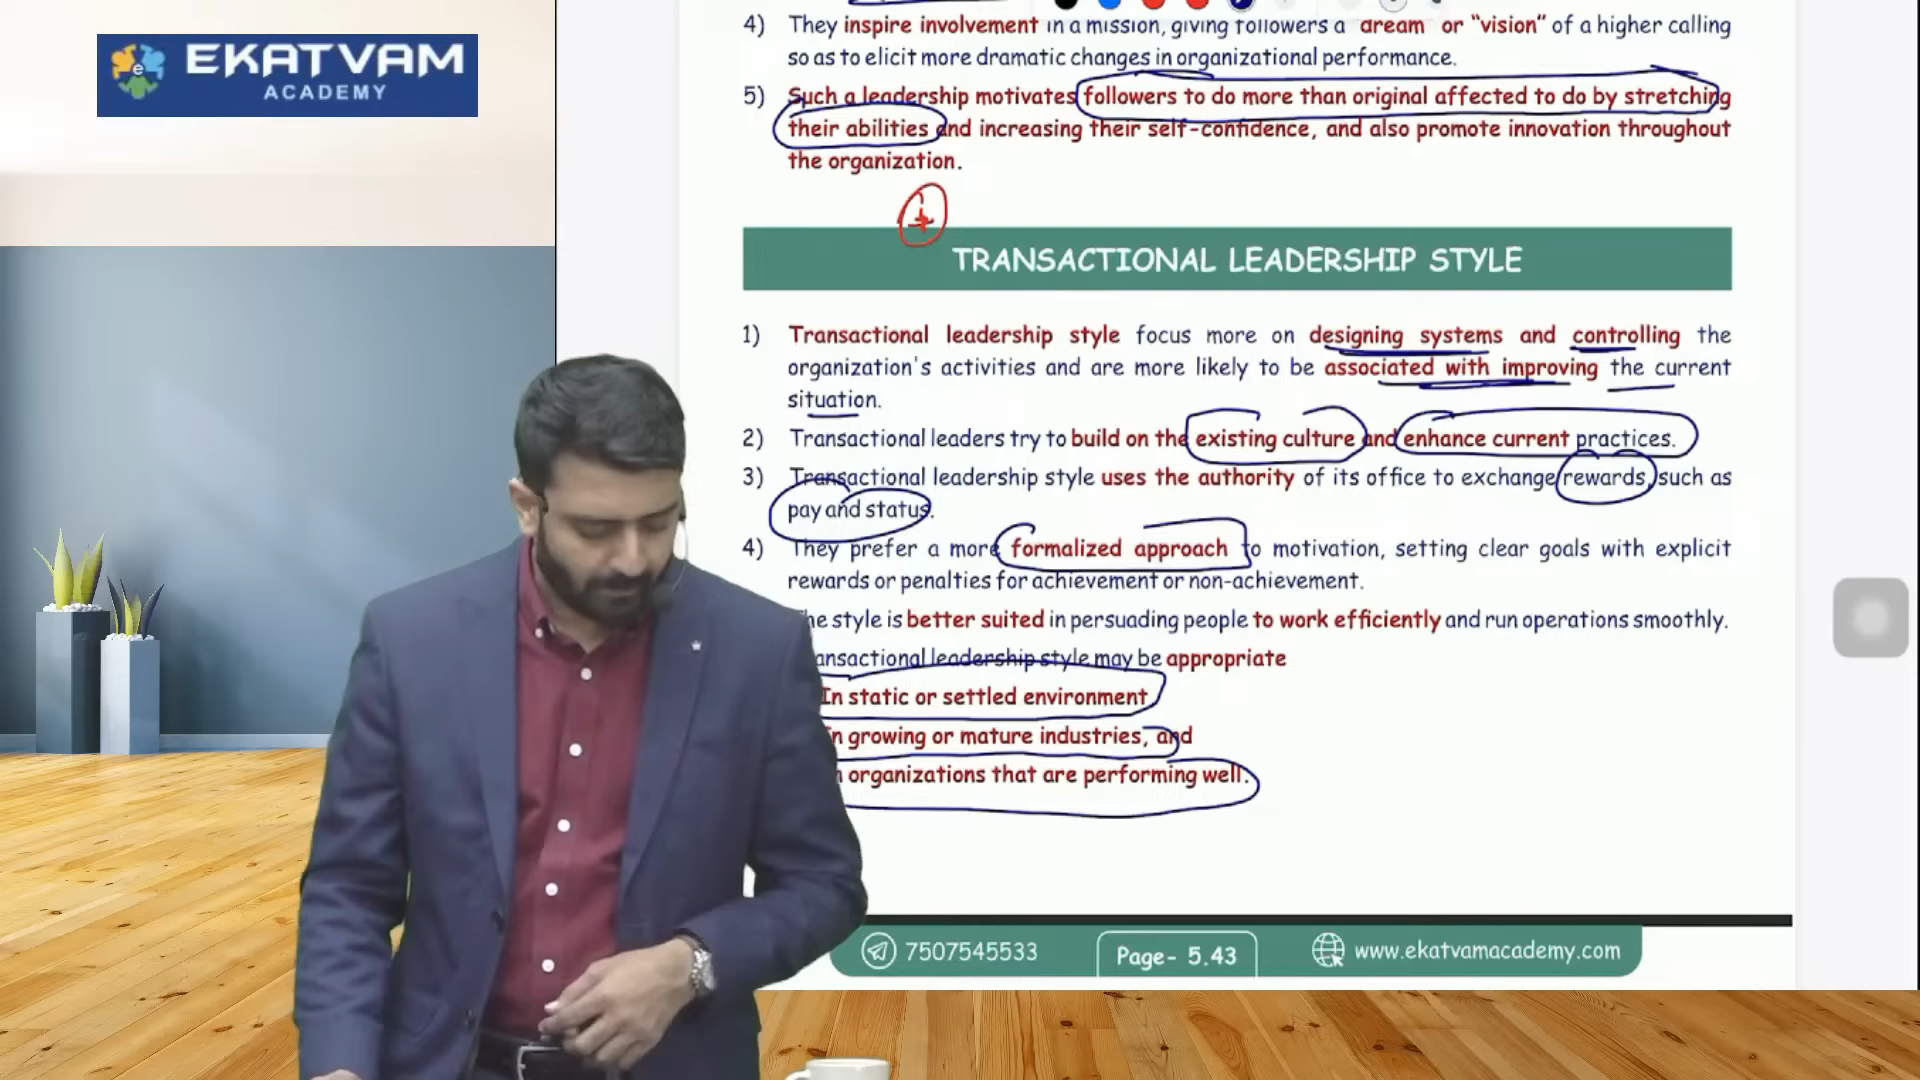 EKATVAM
ACADEMY
4) They inspire involvement in a mission, giving followers a "dream" or "vision" of a higher calling
so as to elicit more dramatic changes in organizational performance.
5) Such a leadership motivates followers to do more than original affected to do by stretching
their abilities and increasing their self-confidence, and also promote innovation throughout
the organization.
TRANSACTIONAL LEADERSHIP STYLE
1) Transactional leadership style focus more on designing systems and controlling the
organization's activities and are more likely to be associated with improving the current
situation.
2) Transactional leaders try to build on the existing culture and enhance current practices.
3) Transactional leadership style uses the authority of its office to exchange rewards, such as
pay and status.
4) They prefer a more formalized approach to motivation, setting clear goals with explicit
rewards or penalties for achievement or non-achievement.
he style is better suited in persuading people to work efficiently and run operations smoothly.
ansactional leadership style may be appropriate
In static or settled environment
n growing or mature industries, and
organizations that are performing well.
7507545533
Page- 5.43
www.ekatvamacademy.com